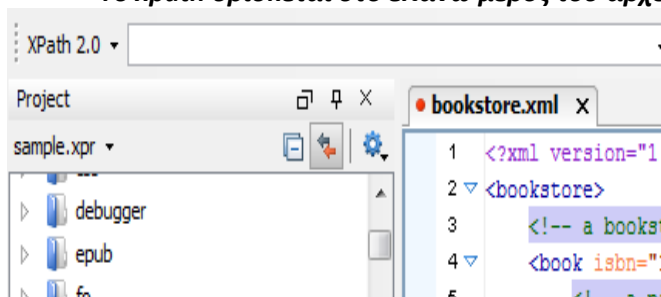 XPath 2.0
Project
bookstore.xml X
sample.xpr
1 <?xml version="1
2 <bookstore>
debugger
3 <!-- a bookst
epub
4 <book isbn="
5